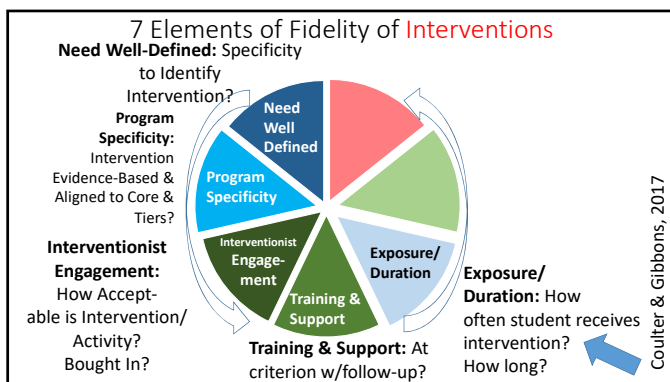 7 Elements of Fidelity of Interventions
Need Well-Defined: Specificity
to Identify
Intervention?
Program
Specificity:
Intervention
Evidence-Based &
Aligned to Core &
Tiers?
Interventionist
Engagement:
How Accept-
able is Intervention/
Activity?
Bought In?
Need
Well
Defined
Program
Specificity
Interventionist
Engage-
ment
Training &
Support
Exposure/
Duration
Training & Support: At
criterion w/follow-up?
Exposure/
Duration: How
often student receives
intervention?
How long?
Coulter & Gibbons, 2017